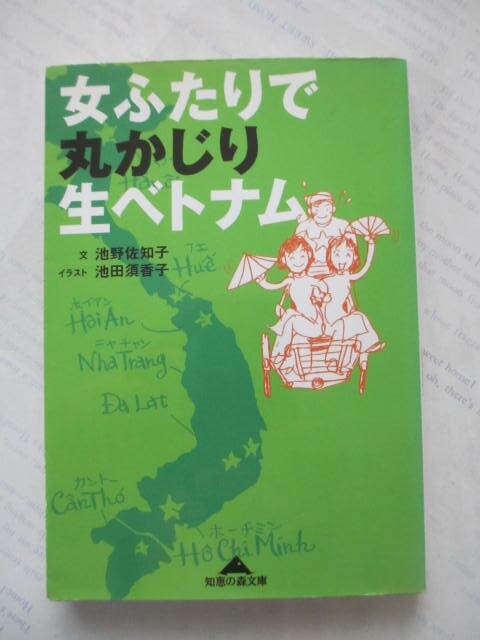 女ふたりで
丸かじり
生ベトナム
文 池野佐知子
イラスト 池田須香子
フエ
Huế
ホイアン
Hội An
ニャチャン
Nha Trang
Đà Lạt
カントー
Cần Thơ
ホーチミン
Hồ Chí Minh
知恵の森文庫